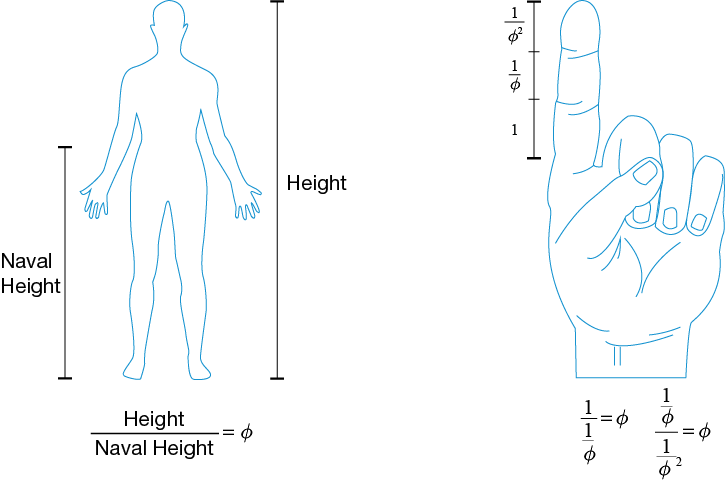 Height
Naval
Height
Height
Naval Height
= ϕ
1
ϕ²
1
ϕ
1
1
1
ϕ
= ϕ
1
ϕ
1
ϕ²
= ϕ